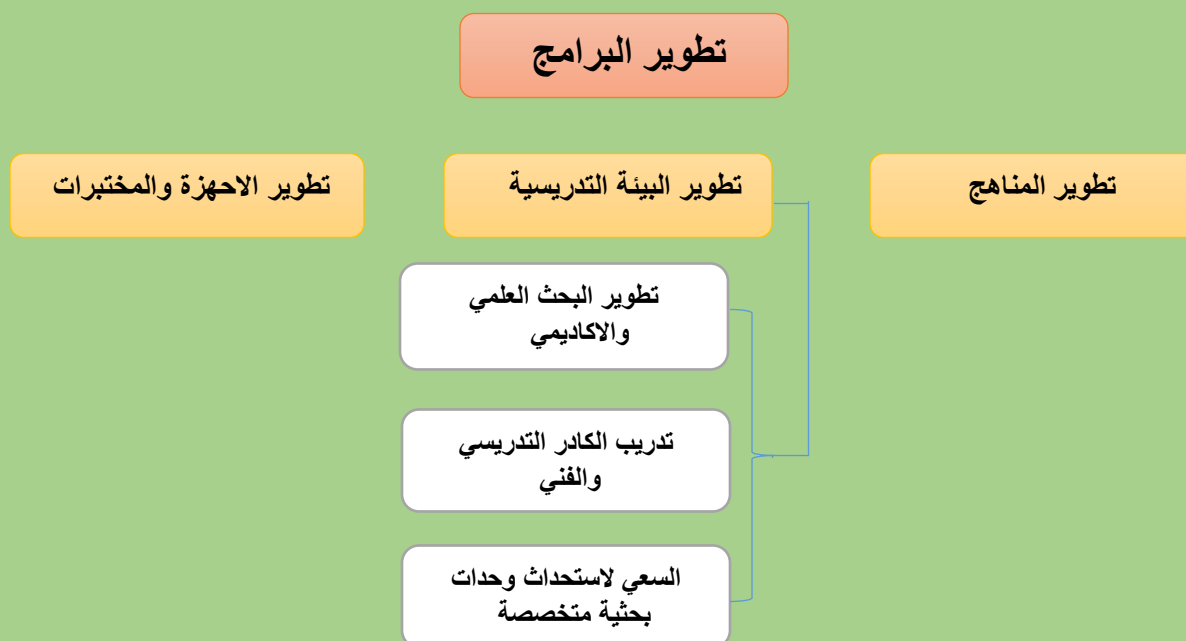 تطوير البرامج
تطوير المناهج
تطوير البيئة التدريسية
تطوير الاحهزة والمختبرات
تطوير البحث العلمي
والاكاديمي
تدريب الكادر التدريسي
والفني
السعي لاستحداث وحدات
بحثية متخصصة